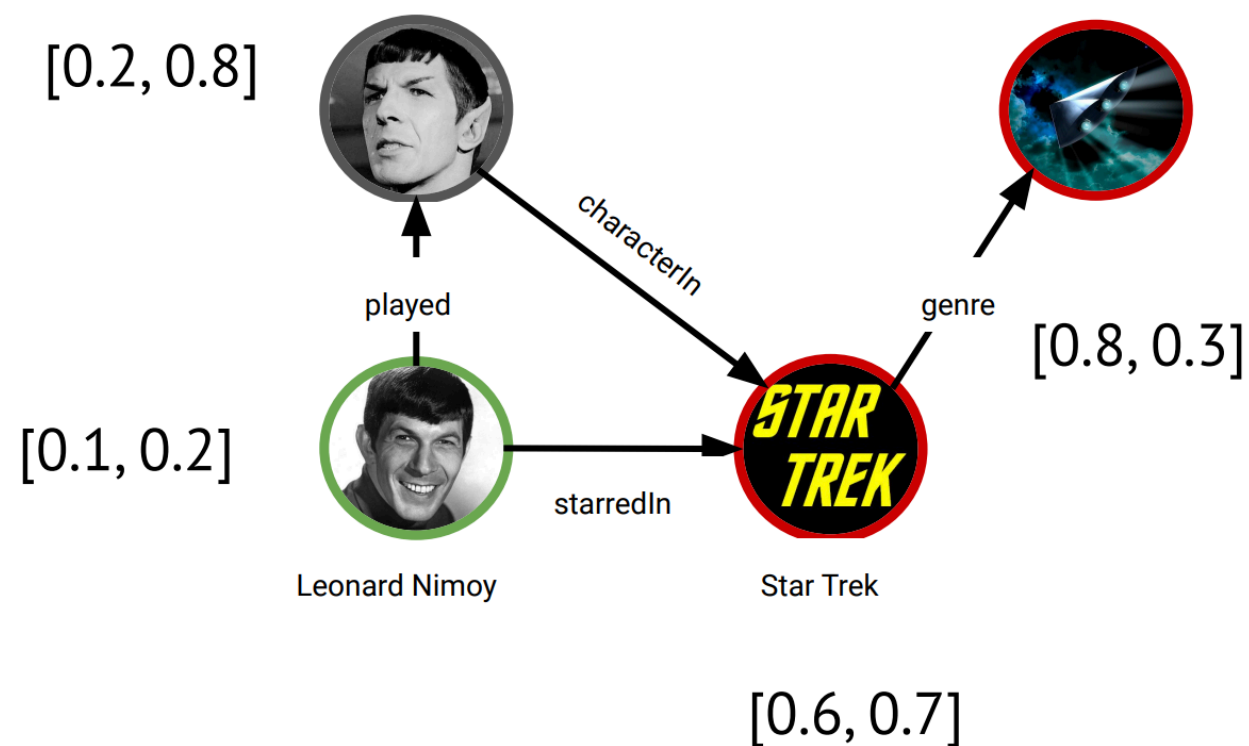 [0.2, 0.8]
characterIn
played
genre
[0.8, 0.3]
[0.1, 0.2]
STAR
TREK
starredIn
Leonard Nimoy
Star Trek
[0.6, 0.7]